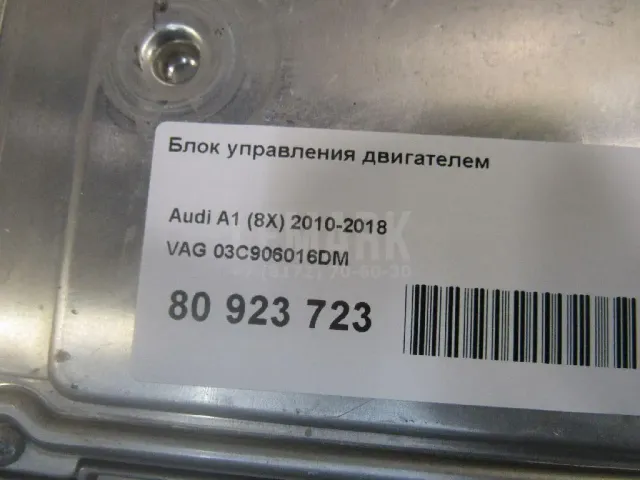 Блок управления двигателем
Audi A1 (8X) 2010-2018
VAG 03C906016DM
80 923 723